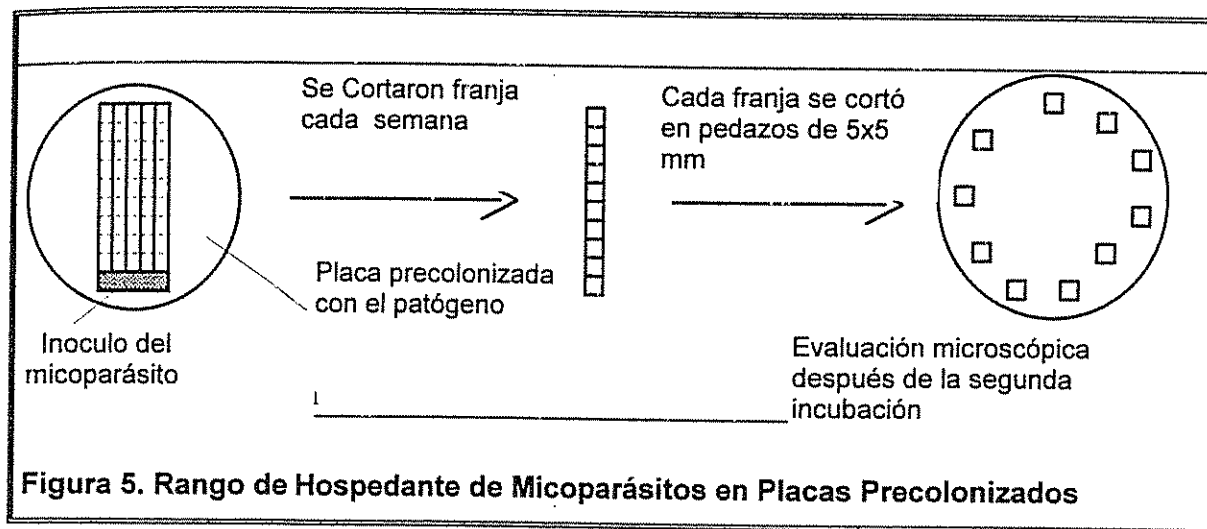 Se Cortaron franja
cada semana
Cada franja se cortó
en pedazos de 5x5
mm
Placa precolonizada
con el patógeno
Inoculo del
micoparásito
Evaluación microscópica
después de la segunda
incubación
1
Figura 5. Rango de Hospedante de Micoparásitos en Placas Precolonizados